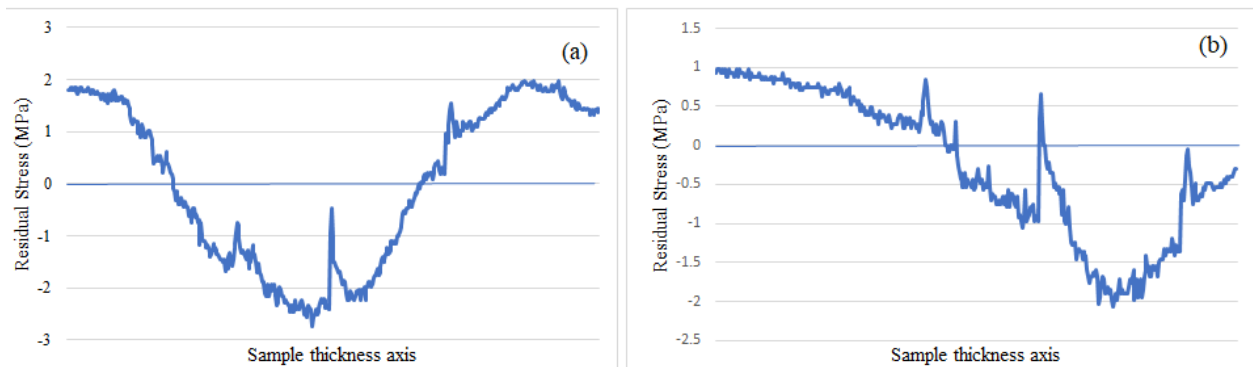 (a)
Residual Stress (MPa)
3
2
1
0
-1
-2
-3
Sample thickness axis
(b)
Residual Stress (MPa)
1.5
1
0.5
0
-0.5
-1
-1.5
-2
-2.5
Sample thickness axis